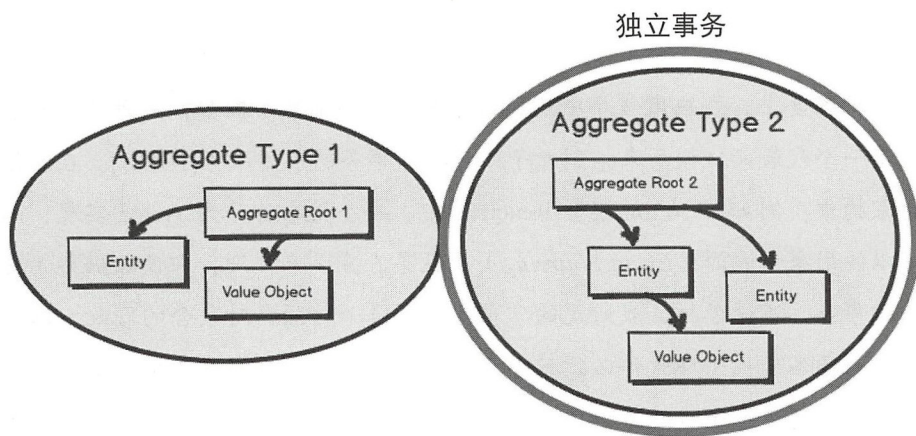 独立事务
Aggregate Type 1
Aggregate Root 1
Entity
Value Object
Aggregate Type 2
Aggregate Root 2
Entity
Entity
Value Object